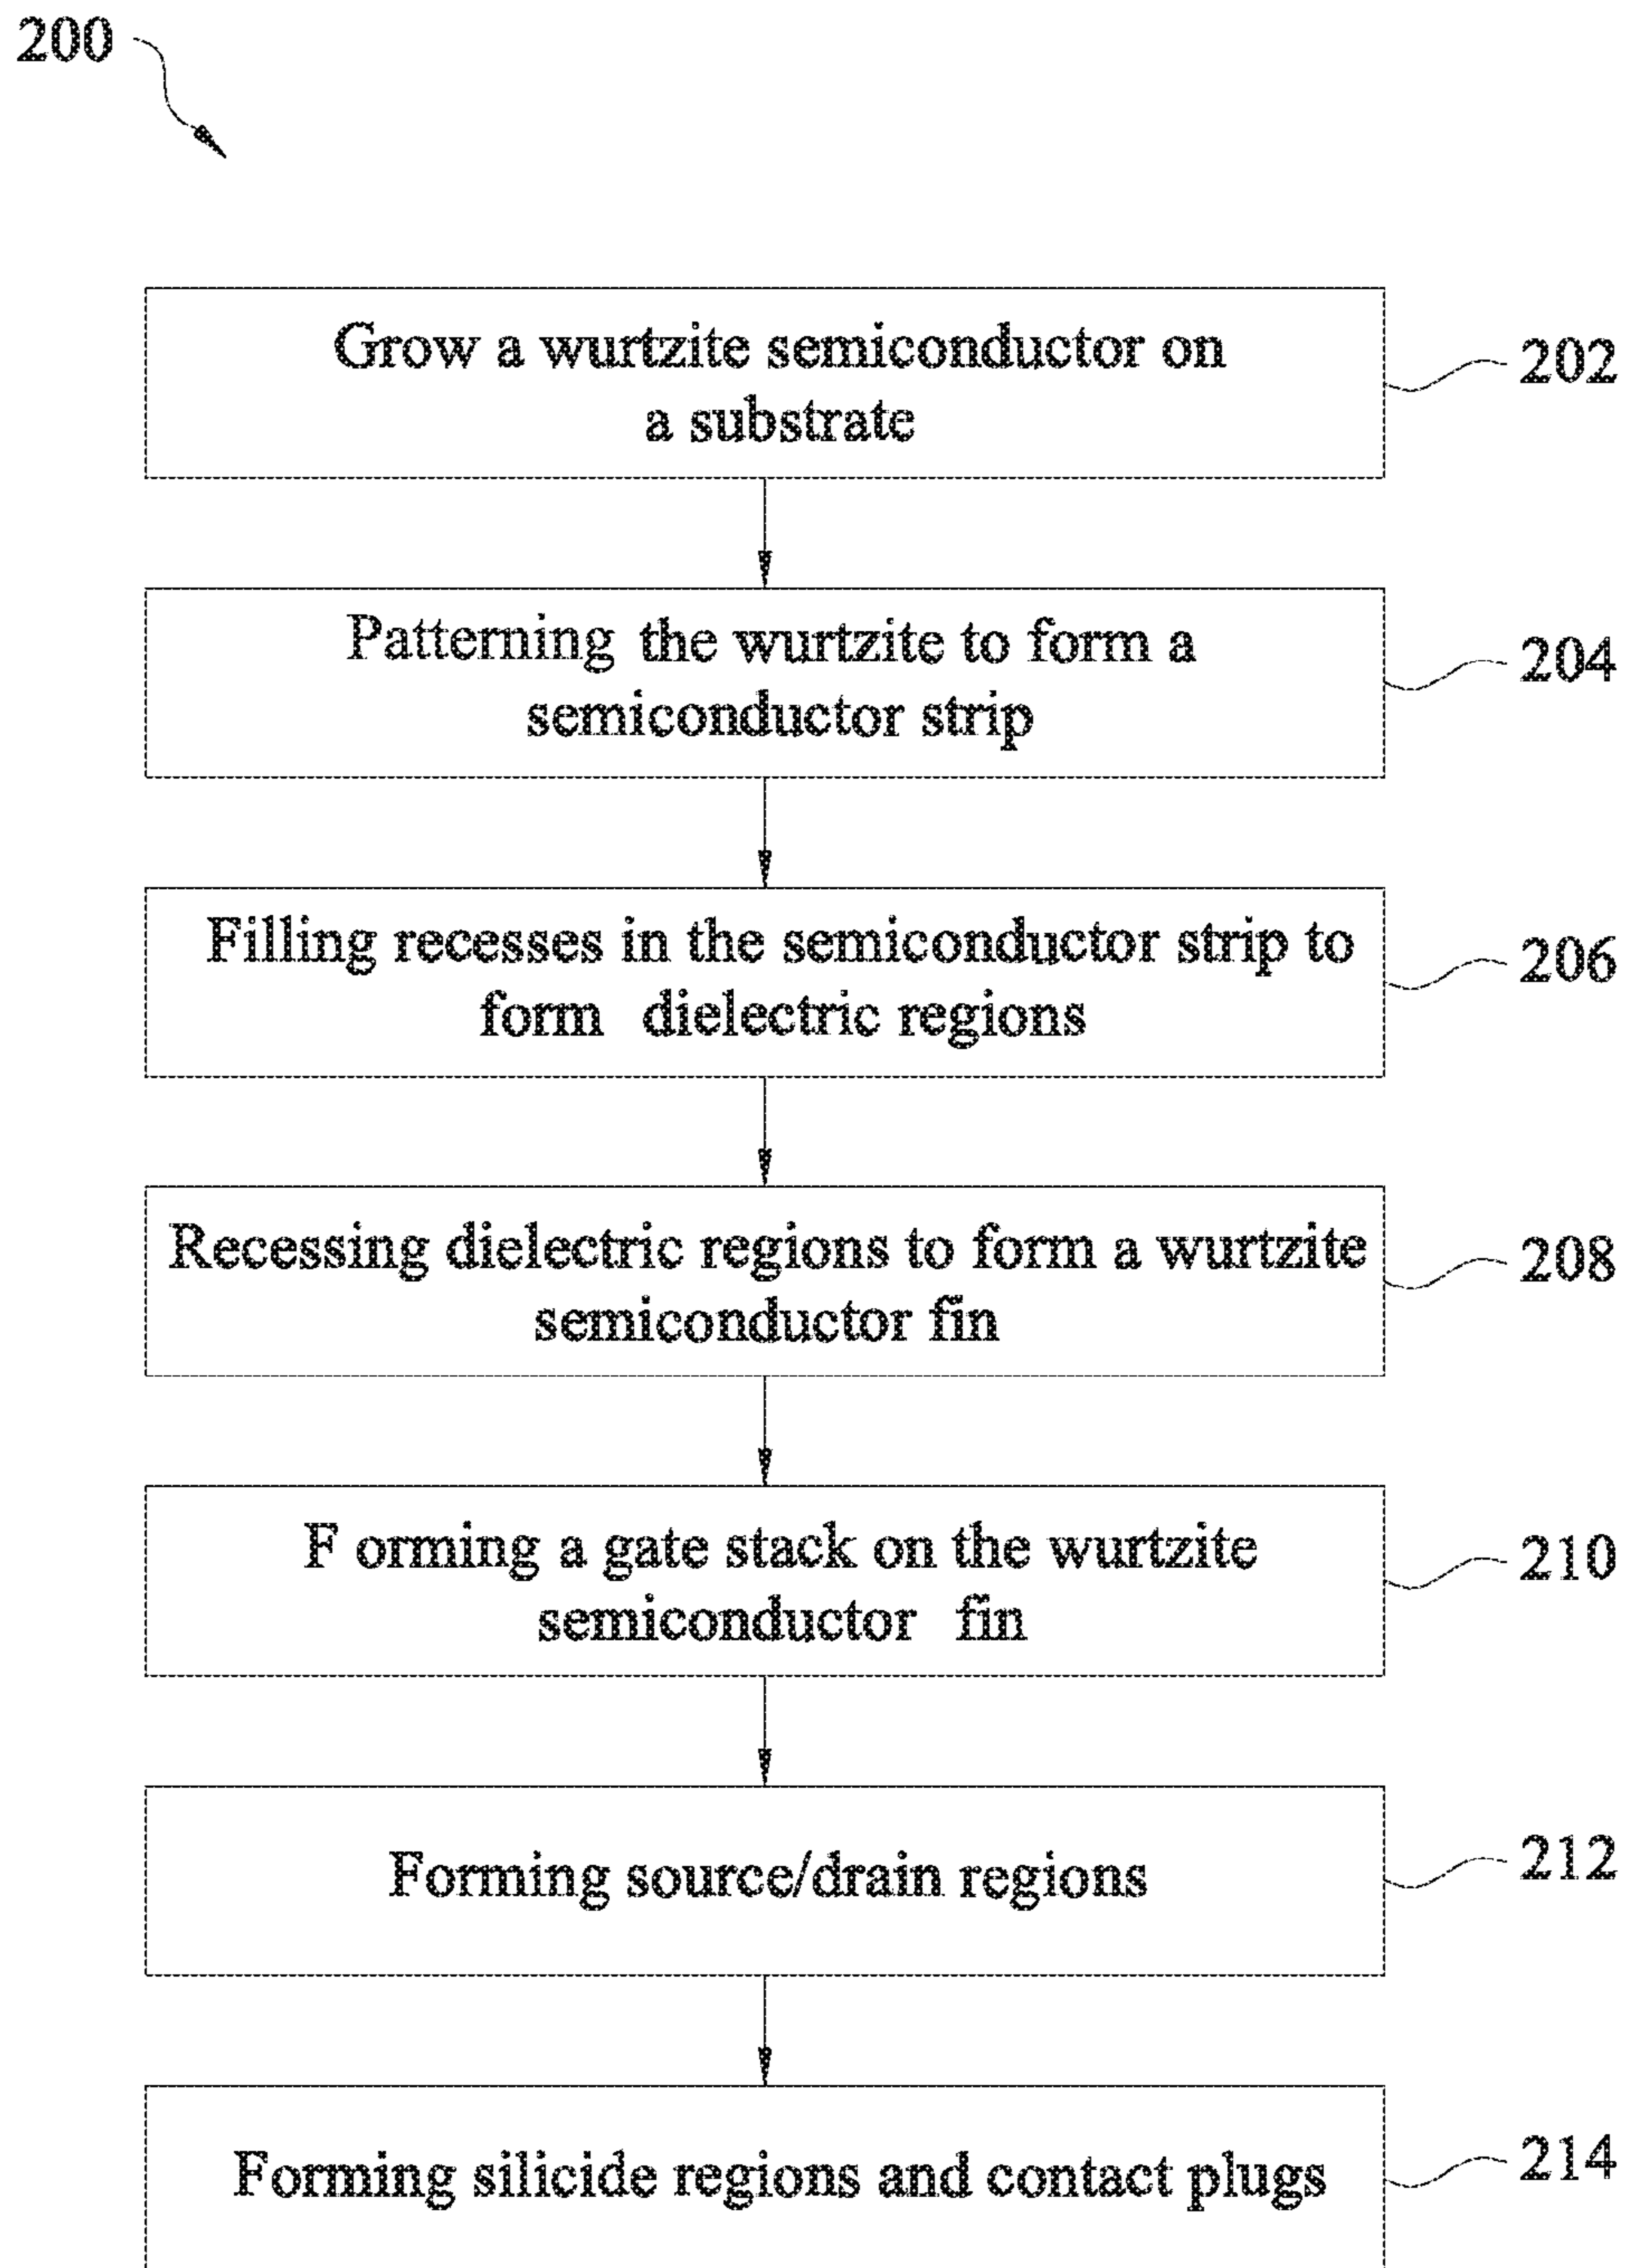 200
Grow a wurtzite semiconductor on
a substrate
202
Patterning the wurtzite to form a
semiconductor strip
204
Filling recesses in the semiconductor strip to
form dielectric regions
206
Recessing dielectric regions to form a wurtzite
semiconductor fin
208
F orming a gate stack on the wurtzite
semiconductor fin
210
Forming source/drain regions
212
Forming silicide regions and contact plugs
214